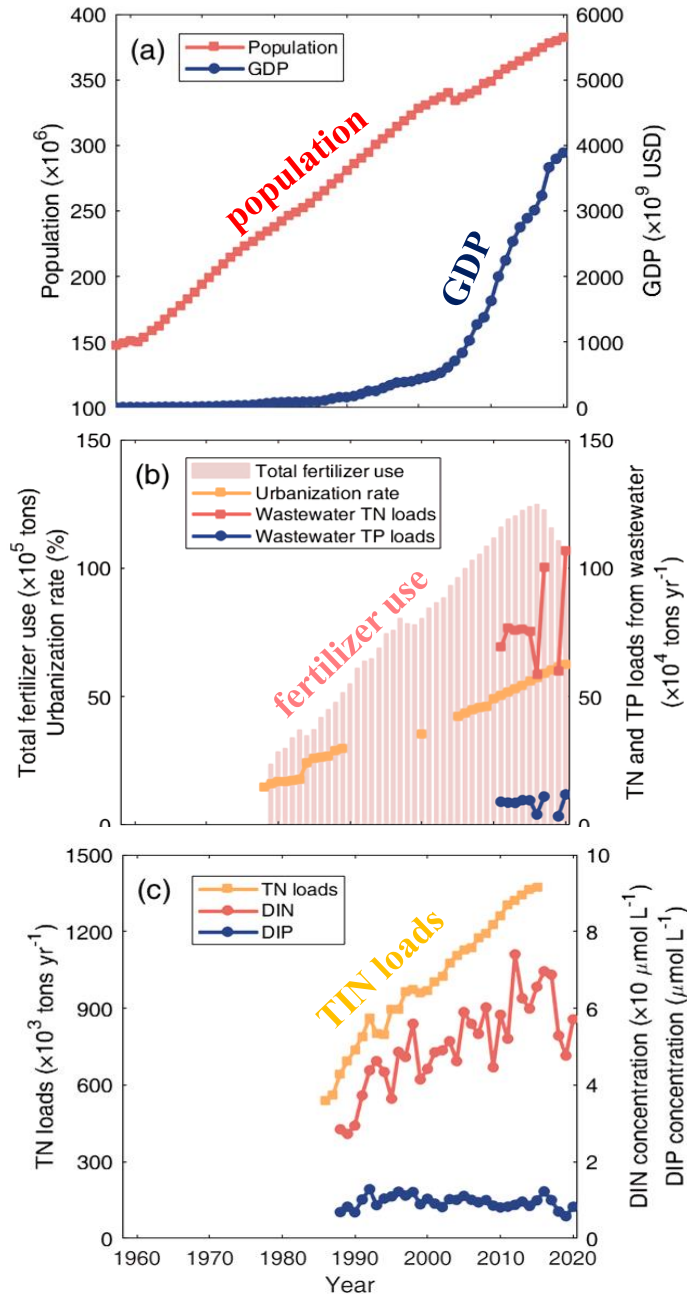 (a)
Population
GDP
population
GDP
Population (×10⁶)
GDP (×10⁹ USD)
400
350
300
250
200
150
100
6000
5000
4000
3000
2000
1000
0
(b)
Total fertilizer use
Urbanization rate
Wastewater TN loads
Wastewater TP loads
fertilizer use
Total fertilizer use (×10⁵ tons)
Urbanization rate (%)
TN and TP loads from wastewater
(×10⁴ tons yr⁻¹)
150
100
50
0
150
100
50
0
(c)
TN loads
DIN
DIP
TIN loads
TN loads (×10³ tons yr⁻¹)
DIN concentration (×10 μmol L⁻¹)
DIP concentration (μmol L⁻¹)
1500
1200
900
600
300
0
10
8
6
4
2
0
1960 1970 1980 1990 2000 2010 2020
Year